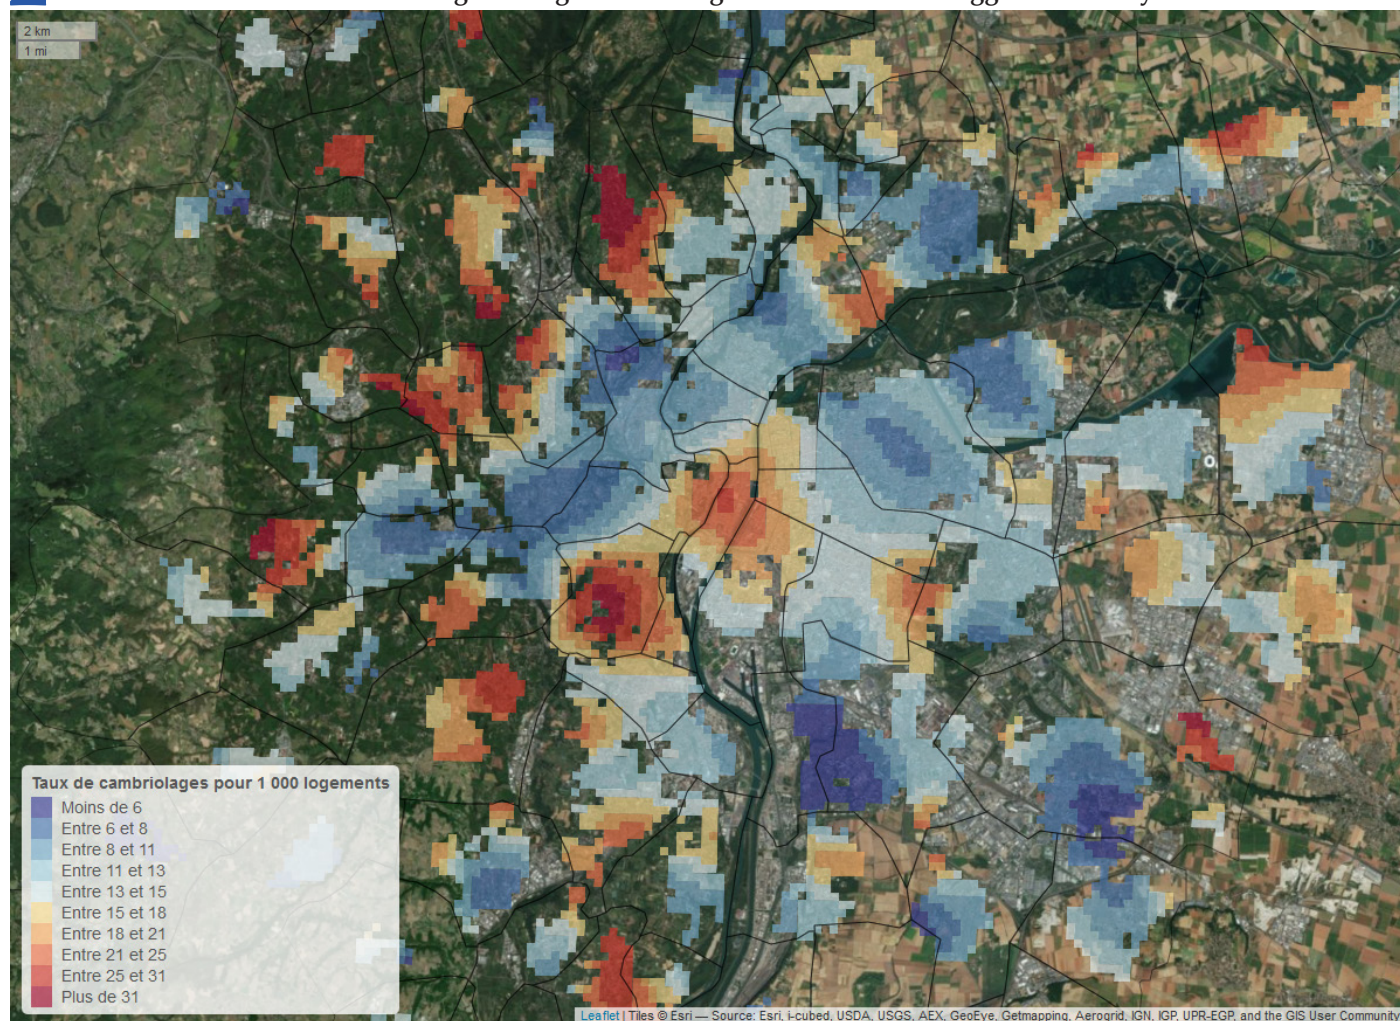 2 km
1 mi
Taux de cambriolages pour 1 000 logements
Moins de 6
Entre 6 et 8
Entre 8 et 11
Entre 11 et 13
Entre 13 et 15
Entre 15 et 18
Entre 18 et 21
Entre 21 et 25
Entre 25 et 31
Plus de 31
Leaflet | Tiles © Esri — Source: Esri, i-cubed, USDA, USGS, AEX, GeoEye, Getmapping, Aerogrid, IGN, IGP, UPR-EGP, and the GIS User Community